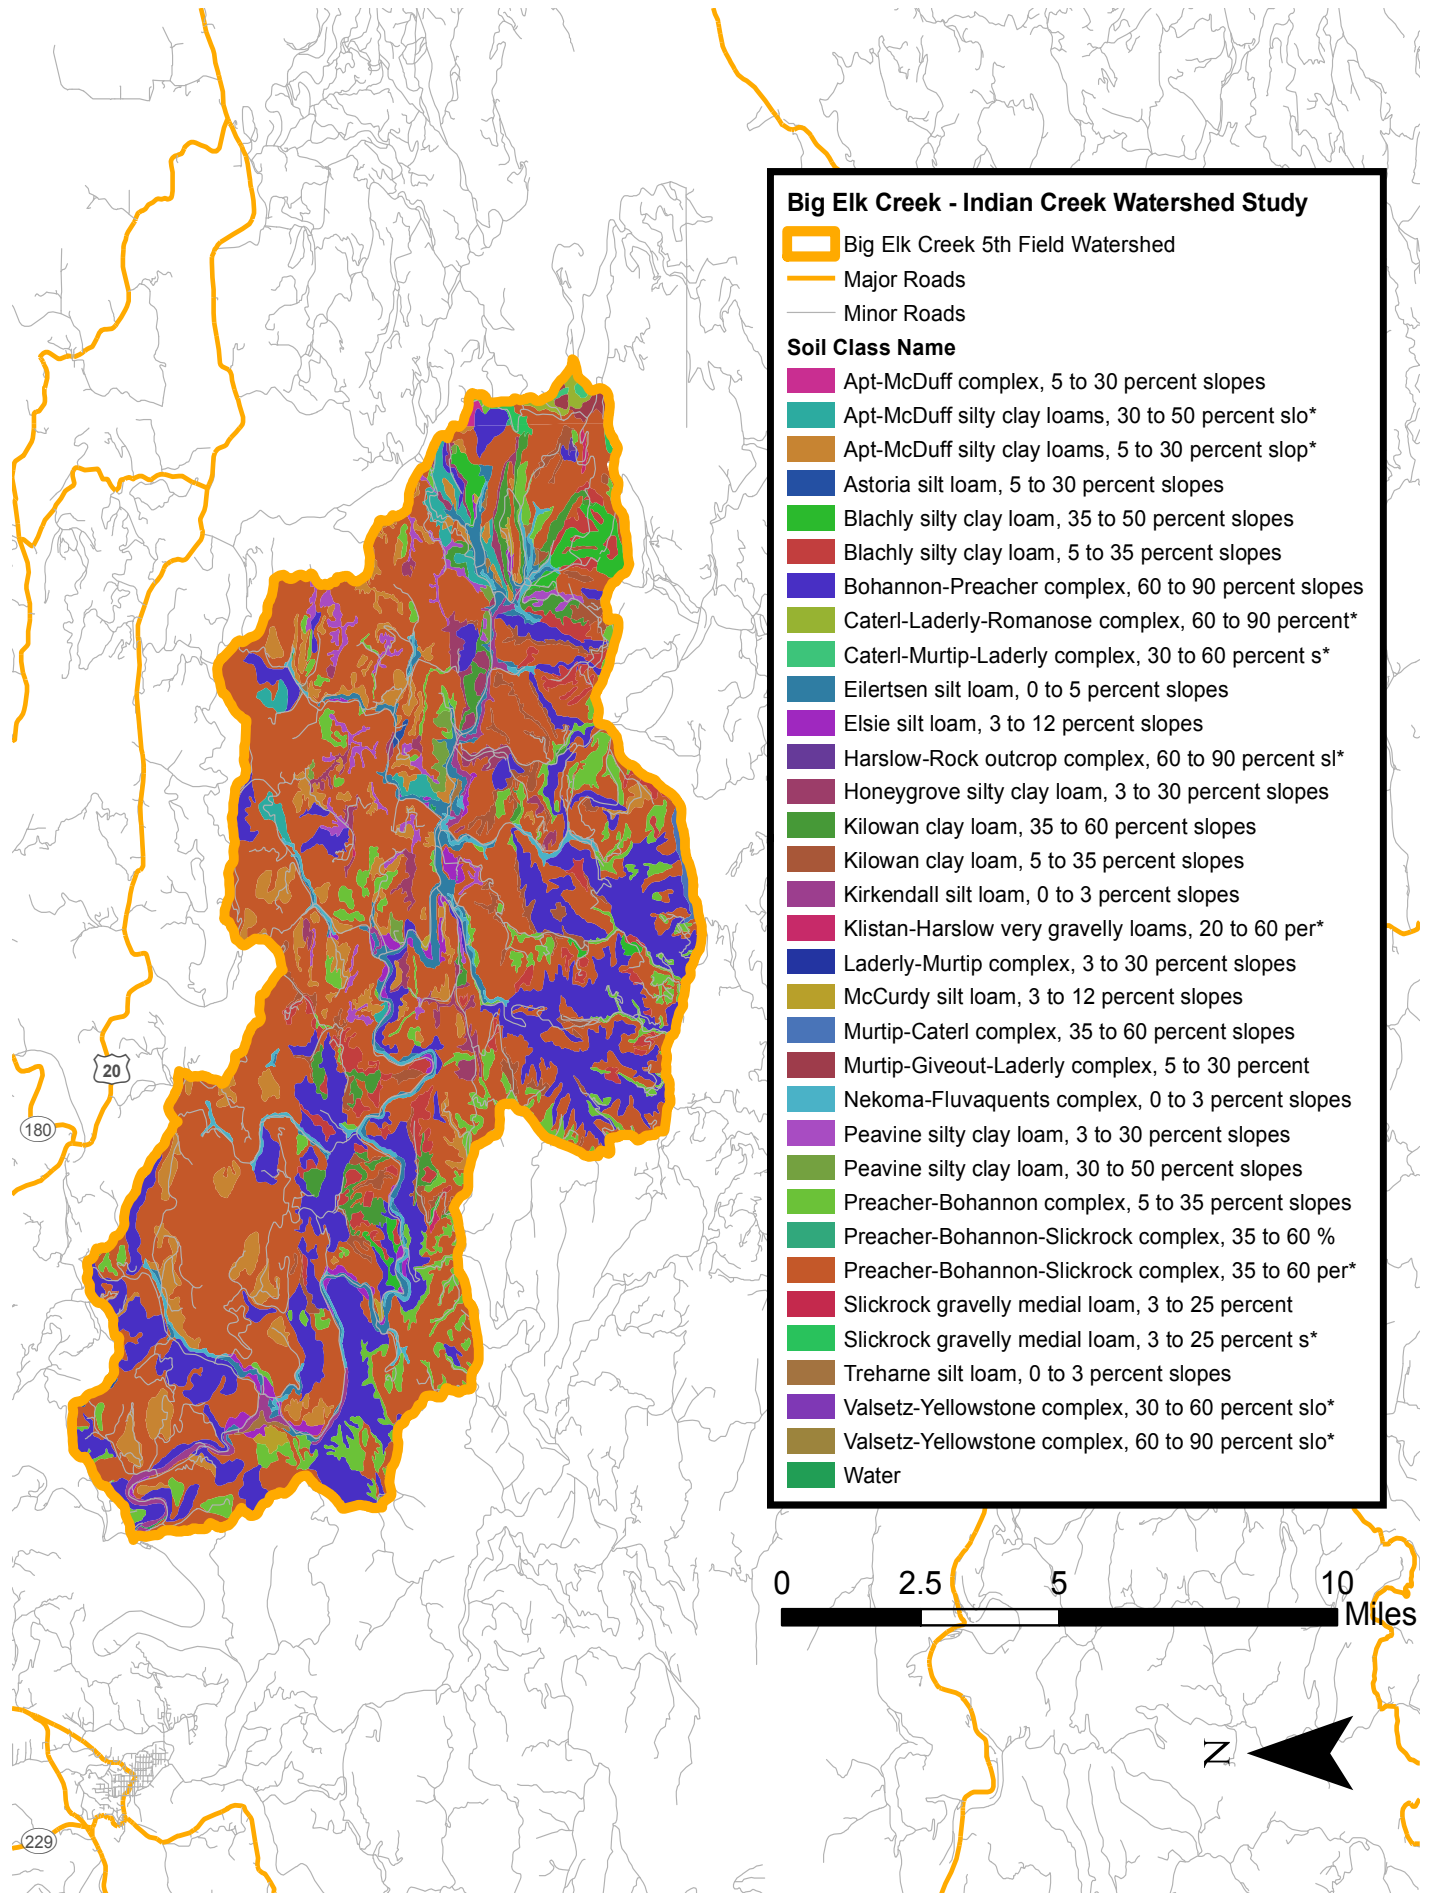 Big Elk Creek - Indian Creek Watershed Study
Big Elk Creek 5th Field Watershed
Major Roads
Minor Roads
Soil Class Name
Apt-McDuff complex, 5 to 30 percent slopes
Apt-McDuff silty clay loams, 30 to 50 percent slo*
Apt-McDuff silty clay loams, 5 to 30 percent slop*
Astoria silt loam, 5 to 30 percent slopes
Blachly silty clay loam, 35 to 50 percent slopes
Blachly silty clay loam, 5 to 35 percent slopes
Bohannon-Preacher complex, 60 to 90 percent slopes
Caterl-Laderly-Romanose complex, 60 to 90 percent*
Caterl-Murtip-Laderly complex, 30 to 60 percent s*
Eilertsen silt loam, 0 to 5 percent slopes
Elsie silt loam, 3 to 12 percent slopes
Harslow-Rock outcrop complex, 60 to 90 percent sl*
Honeygrove silty clay loam, 3 to 30 percent slopes
Kilowan clay loam, 35 to 60 percent slopes
Kilowan clay loam, 5 to 35 percent slopes
Kirkendall silt loam, 0 to 3 percent slopes
Klistan-Harslow very gravelly loams, 20 to 60 per*
Laderly-Murtip complex, 3 to 30 percent slopes
McCurdy silt loam, 3 to 12 percent slopes
Murtip-Caterl complex, 35 to 60 percent slopes
Murtip-Giveout-Laderly complex, 5 to 30 percent
Nekoma-Fluvaquents complex, 0 to 3 percent slopes
Peavine silty clay loam, 3 to 30 percent slopes
Peavine silty clay loam, 30 to 50 percent slopes
Preacher-Bohannon complex, 5 to 35 percent slopes
Preacher-Bohannon-Slickrock complex, 35 to 60 %
Preacher-Bohannon-Slickrock complex, 35 to 60 per*
Slickrock gravelly medial loam, 3 to 25 percent
Slickrock gravelly medial loam, 3 to 25 percent s*
Treharne silt loam, 0 to 3 percent slopes
Valsetz-Yellowstone complex, 30 to 60 percent slo*
Valsetz-Yellowstone complex, 60 to 90 percent slo*
Water
20
180
229
0 2.5 5 10
Miles
N